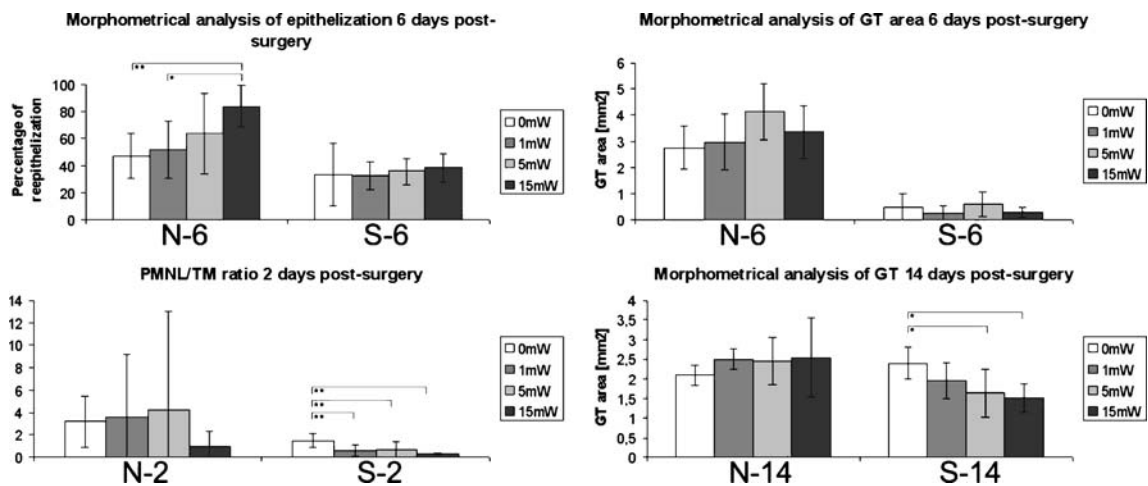 Morphometrical analysis of epithelization 6 days post-
surgery
Percentage of
reepithelization
100
80
60
40
20
0
**
*
N-6
S-6
0mW
1mW
5mW
15mW
Morphometrical analysis of GT area 6 days post-surgery
GT area [mm2]
6
5
4
3
2
1
0
N-6
S-6
0mW
1mW
5mW
15mW
PMNL/TM ratio 2 days post-surgery
14
12
10
8
6
4
2
0
**
**
**
N-2
S-2
0mW
1mW
5mW
15mW
Morphometrical analysis of GT 14 days post-surgery
GT area [mm2]
4
3,5
3
2,5
2
1,5
1
0,5
0
*
*
N-14
S-14
0mW
1mW
5mW
15mW